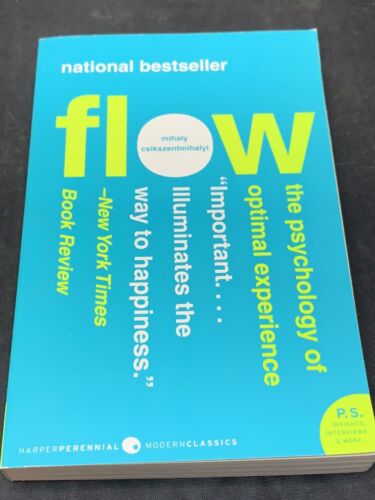 national bestseller
flow
mihaly
csikszentmihalyi
the psychology of
optimal experience
“Important. . . .
Illuminates the
way to happiness.”
–New York Times
Book Review
P.S.
INSIGHTS,
INTERVIEWS
& MORE...
HARPERPERENNIAL MODERNCLASSICS